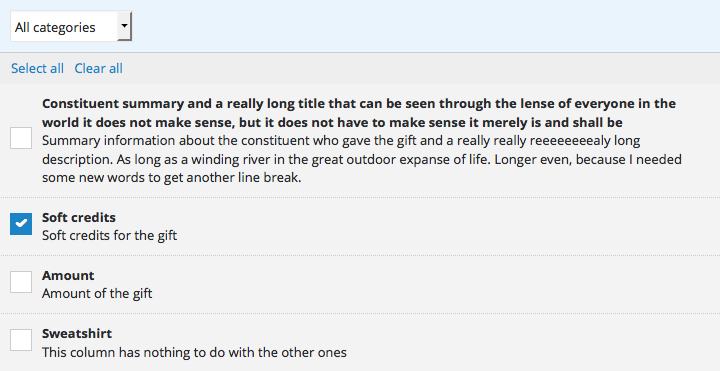 All categories
Select all Clear all
Constituent summary and a really long title that can be seen through the lense of everyone in the
world it does not make sense, but it does not have to make sense it merely is and shall be
Summary information about the constituent who gave the gift and a really really reeeeeeeealy long
description. As long as a winding river in the great outdoor expanse of life. Longer even, because I needed
some new words to get another line break.
Soft credits
Soft credits for the gift
Amount
Amount of the gift
Sweatshirt
This column has nothing to do with the other ones